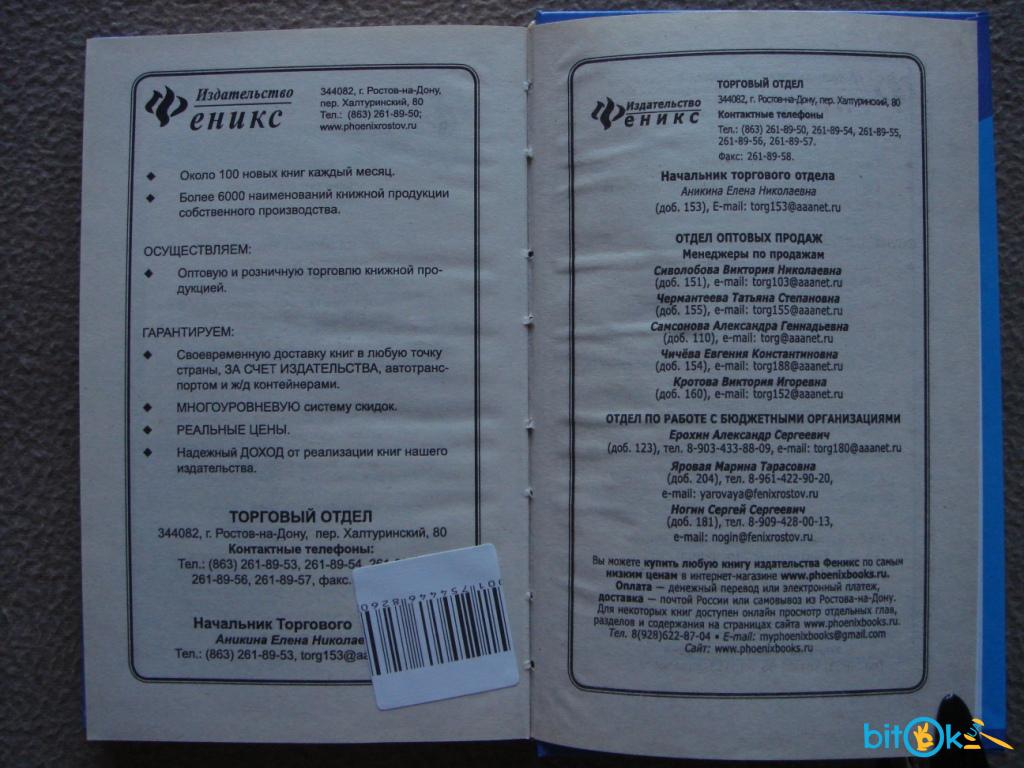 Издательство
Феникс
344082, г. Ростов-на-Дону,
пер. Халтуринский, 80
Тел.: (863) 261-89-50;
www.phoenixrostov.ru
Около 100 новых книг каждый месяц.
Более 6000 наименований книжной продукции
собственного производства.
ОСУЩЕСТВЛЯЕМ:
Оптовую и розничную торговлю книжной про-
дукцией.
ГАРАНТИРУЕМ:
Своевременную доставку книг в любую точку
страны, ЗА СЧЕТ ИЗДАТЕЛЬСТВА, автотранс-
портом и ж/д контейнерами.
МНОГОУРОВНЕВУЮ систему скидок.
РЕАЛЬНЫЕ ЦЕНЫ.
Надежный ДОХОД от реализации книг нашего
издательства.
ТОРГОВЫЙ ОТДЕЛ
344082, г. Ростов-на-Дону, пер. Халтуринский, 80
Контактные телефоны:
Тел.: (863) 261-89-53, 261-89-54,
261-89-56, 261-89-57, факс.
Начальник Торгового
Аникина Елена Николае
Тел.: (863) 261-89-53, torg153@a
Издательство
Феникс
ТОРГОВЫЙ ОТДЕЛ
344082, г. Ростов-на-Дону, пер. Халтуринский, 80
Контактные телефоны
Тел.: (863) 261-89-50, 261-89-54, 261-89-55,
261-89-56, 261-89-57.
Факс: 261-89-58.
Начальник торгового отдела
Аникина Елена Николаевна
(доб. 153), E-mail: torg153@aaanet.ru
ОТДЕЛ ОПТОВЫХ ПРОДАЖ
Менеджеры по продажам
Сиволобова Виктория Николаевна
(доб. 151), e-mail: torg103@aaanet.ru
Чермантеева Татьяна Степановна
(доб. 155), e-mail: torg155@aaanet.ru
Самсонова Александра Геннадьевна
(доб. 110), e-mail: torg@aaanet.ru
Чичёва Евгения Константиновна
(доб. 154), e-mail: torg188@aaanet.ru
Кротова Виктория Игоревна
(доб. 160), e-mail: torg152@aaanet.ru
ОТДЕЛ ПО РАБОТЕ С БЮДЖЕТНЫМИ ОРГАНИЗАЦИЯМИ
Ерохин Александр Сергеевич
(доб. 123), тел. 8-903-433-88-09, e-mail: torg180@aaanet.ru
Яровая Марина Тарасовна
(доб. 204), тел. 8-961-422-90-20,
e-mail: yarovaya@fenixrostov.ru
Ногин Сергей Сергеевич
(доб. 181), тел. 8-909-428-00-13,
e-mail: nogin@fenixrostov.ru
Вы можете купить любую книгу издательства Феникс по самым
низким ценам в интернет-магазине www.phoenixbooks.ru.
Оплата — денежный перевод или электронный платеж,
доставка — почтой России или самовывоз из Ростова-на-Дону.
Для некоторых книг доступен онлайн просмотр отдельных глав,
разделов и содержания на страницах сайта www.phoenixbooks.ru.
Тел. 8(928)622-87-04 • E-mail: myphoenixbooks@gmail.com
Сайт: www.phoenixbooks.ru
bitok